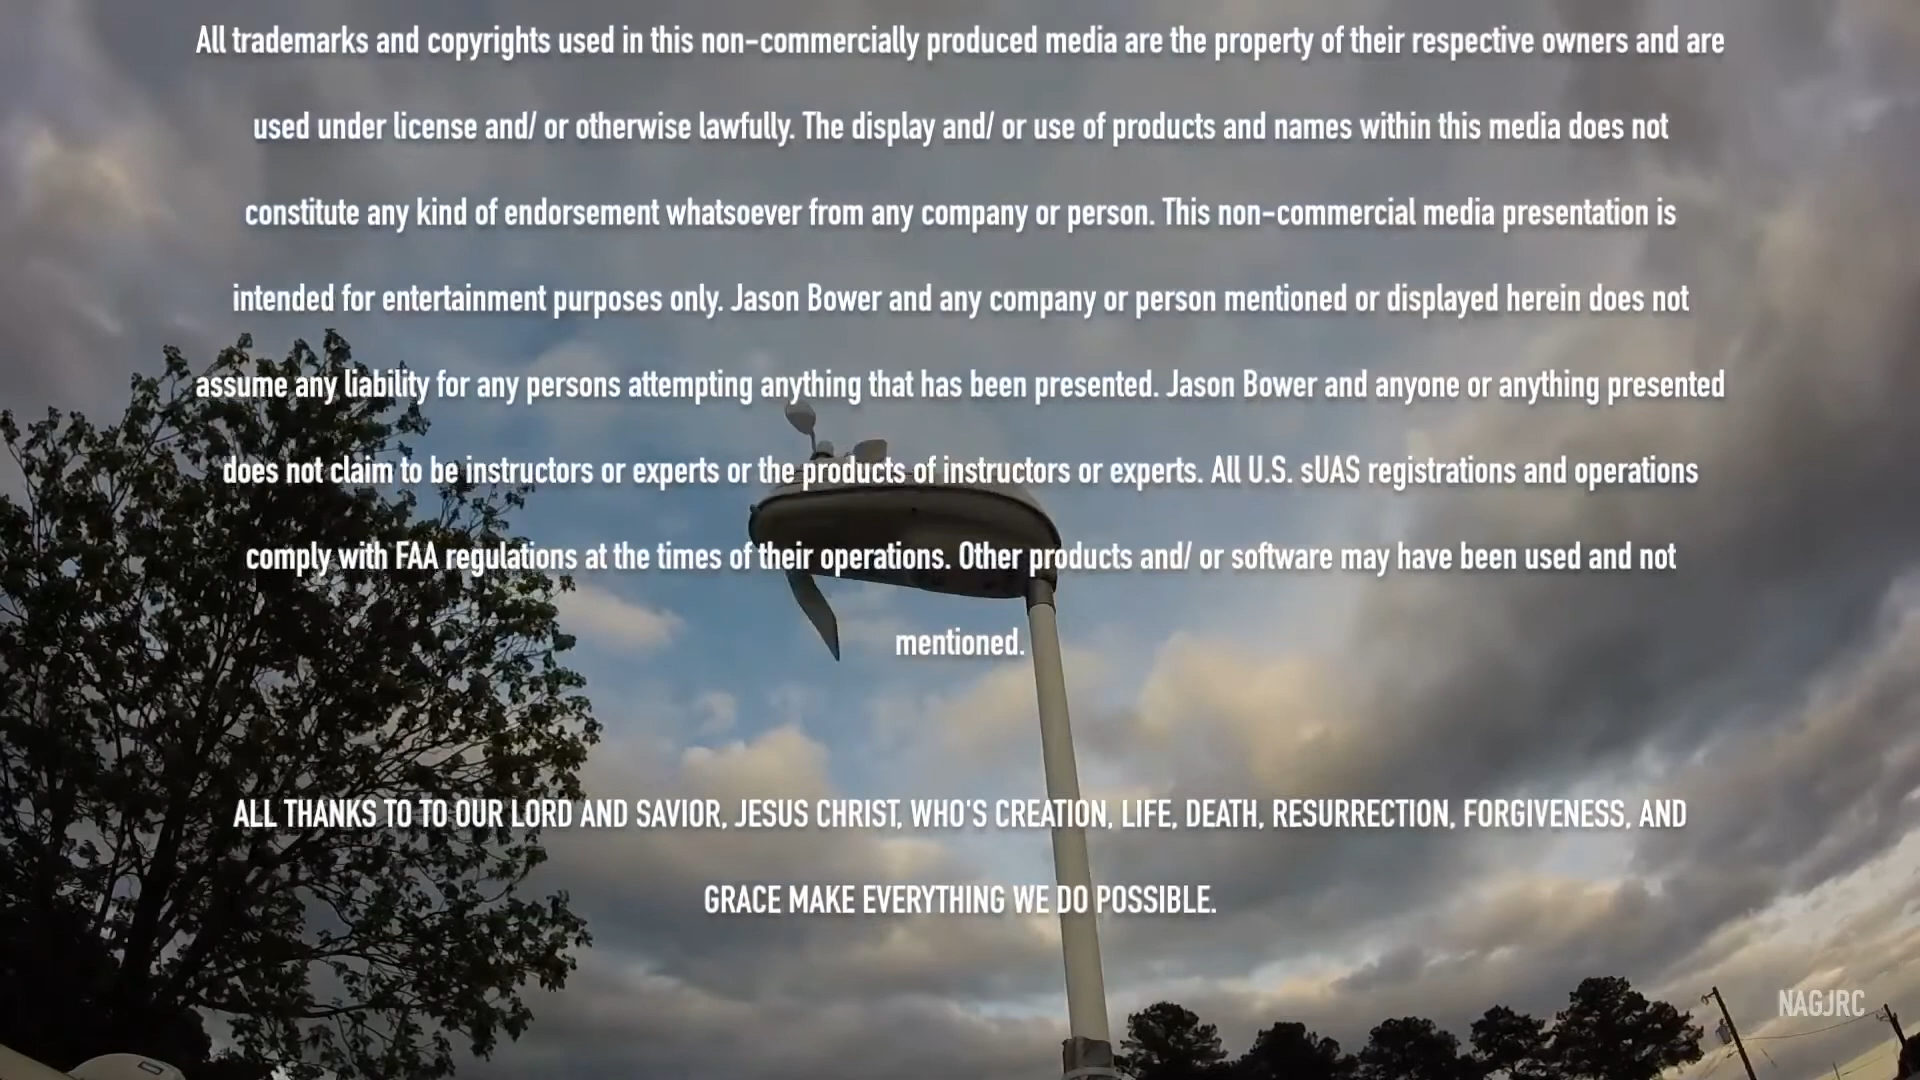 All trademarks and copyrights used in this non-commercially produced media are the property of their respective owners and are
used under license and/ or otherwise lawfully. The display and/ or use of products and names within this media does not
constitute any kind of endorsement whatsoever from any company or person. This non-commercial media presentation is
intended for entertainment purposes only. Jason Bower and any company or person mentioned or displayed herein does not
assume any liability for any persons attempting anything that has been presented. Jason Bower and anyone or anything presented
does not claim to be instructors or experts or the products of instructors or experts. All U.S. sUAS registrations and operations
comply with FAA regulations at the times of their operations. Other products and/ or software may have been used and not
mentioned.
ALL THANKS TO TO OUR LORD AND SAVIOR, JESUS CHRIST, WHO'S CREATION, LIFE, DEATH, RESURRECTION, FORGIVENESS, AND
GRACE MAKE EVERYTHING WE DO POSSIBLE.
NAGJRC